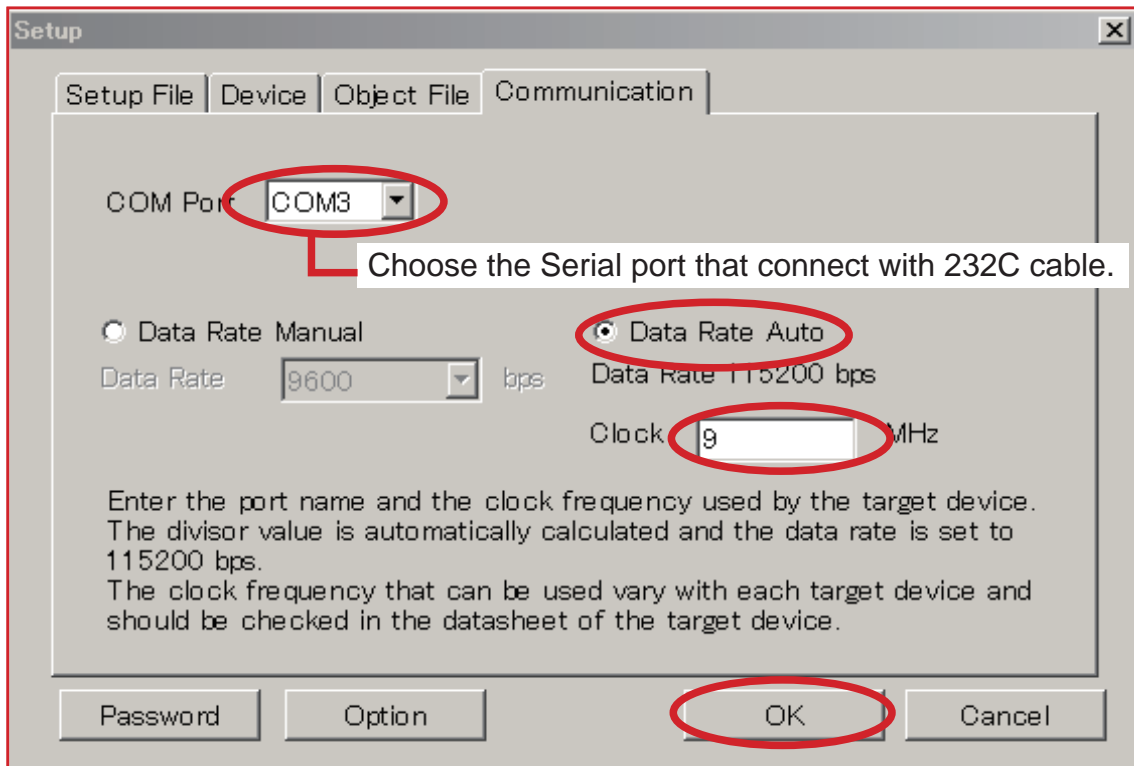 Setup
Setup File Device Object File Communication
COM Port COM3
Choose the Serial port that connect with 232C cable.
Data Rate Manual Data Rate Auto
Data Rate 9600 bps Data Rate 115200 bps
Clock 9 MHz
Enter the port name and the clock frequency used by the target device.
The divisor value is automatically calculated and the data rate is set to
115200 bps.
The clock frequency that can be used vary with each target device and
should be checked in the datasheet of the target device.
Password Option OK Cancel